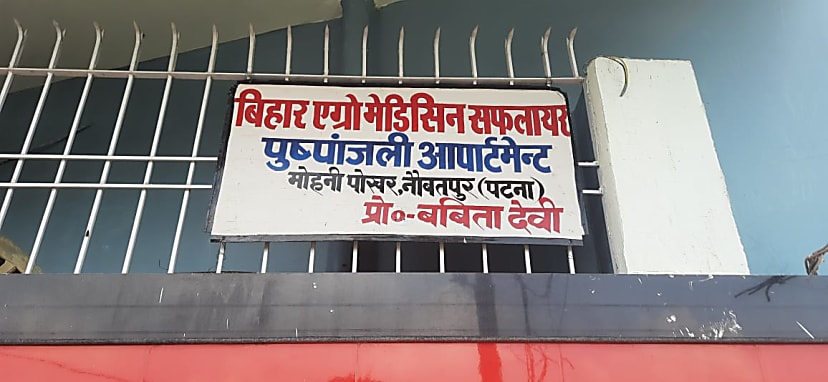 बिहार एग्रो मेडिसिन सफलायर
पुष्पांजली आपार्टमेन्ट
मोहनी पोखर, नौबतपुर (पटना)
प्रो०- बबिता देवी